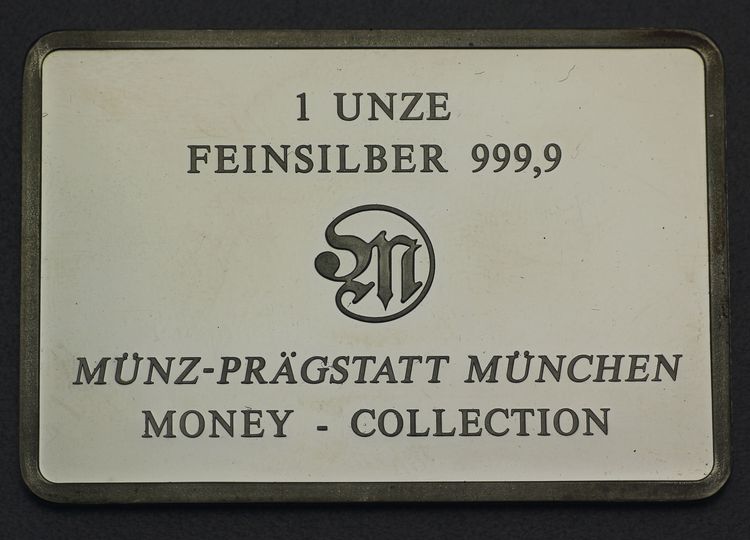 1 UNZE
FEINSILBER 999,9
M
MÜNZ-PRÄGSTATT MÜNCHEN
MONEY - COLLECTION